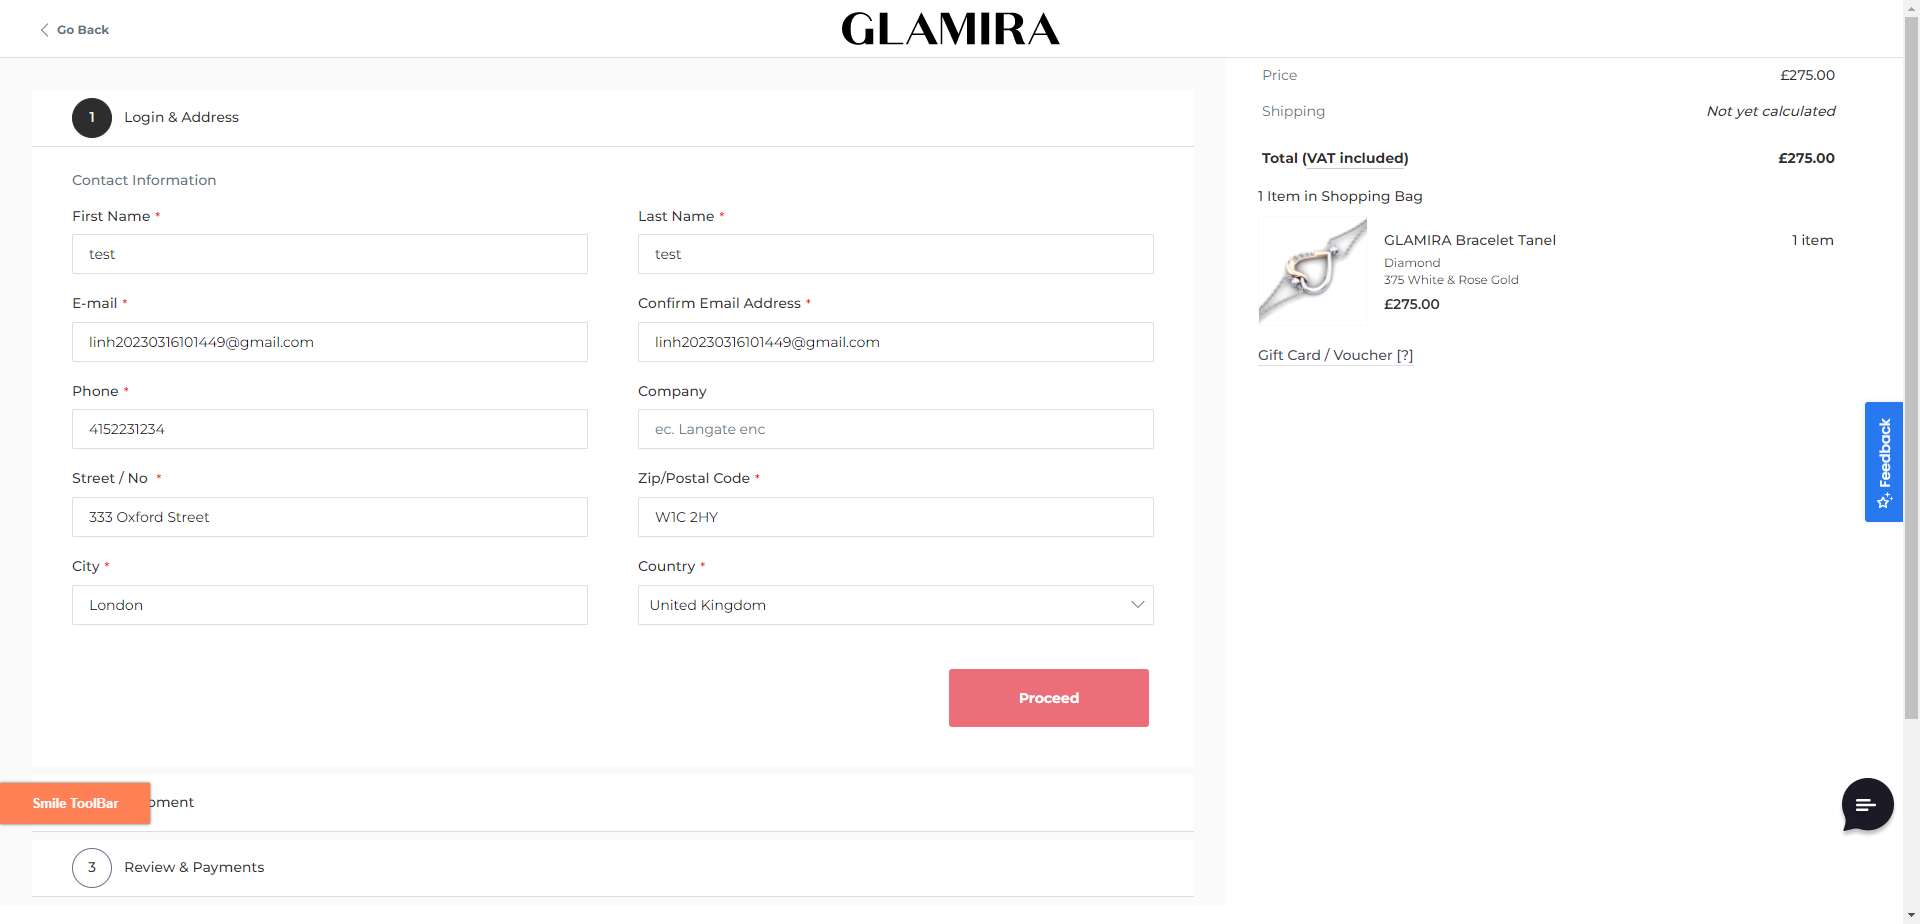 Go Back
GLAMIRA
Price £275.00
Shipping Not yet calculated
Total (VAT included) £275.00
1 Item in Shopping Bag
GLAMIRA Bracelet Tanel 1 item
Diamond
375 White & Rose Gold
£275.00
Gift Card / Voucher [?]
1 Login & Address
Contact Information
First Name * Last Name *
test test
E-mail * Confirm Email Address *
linh20230316101449@gmail.com linh20230316101449@gmail.com
Phone * Company
4152231234 ec. Langate enc
Street / No * Zip/Postal Code *
333 Oxford Street W1C 2HY
City * Country *
London United Kingdom
Proceed
Smile ToolBar
3 Review & Payments
Feedback